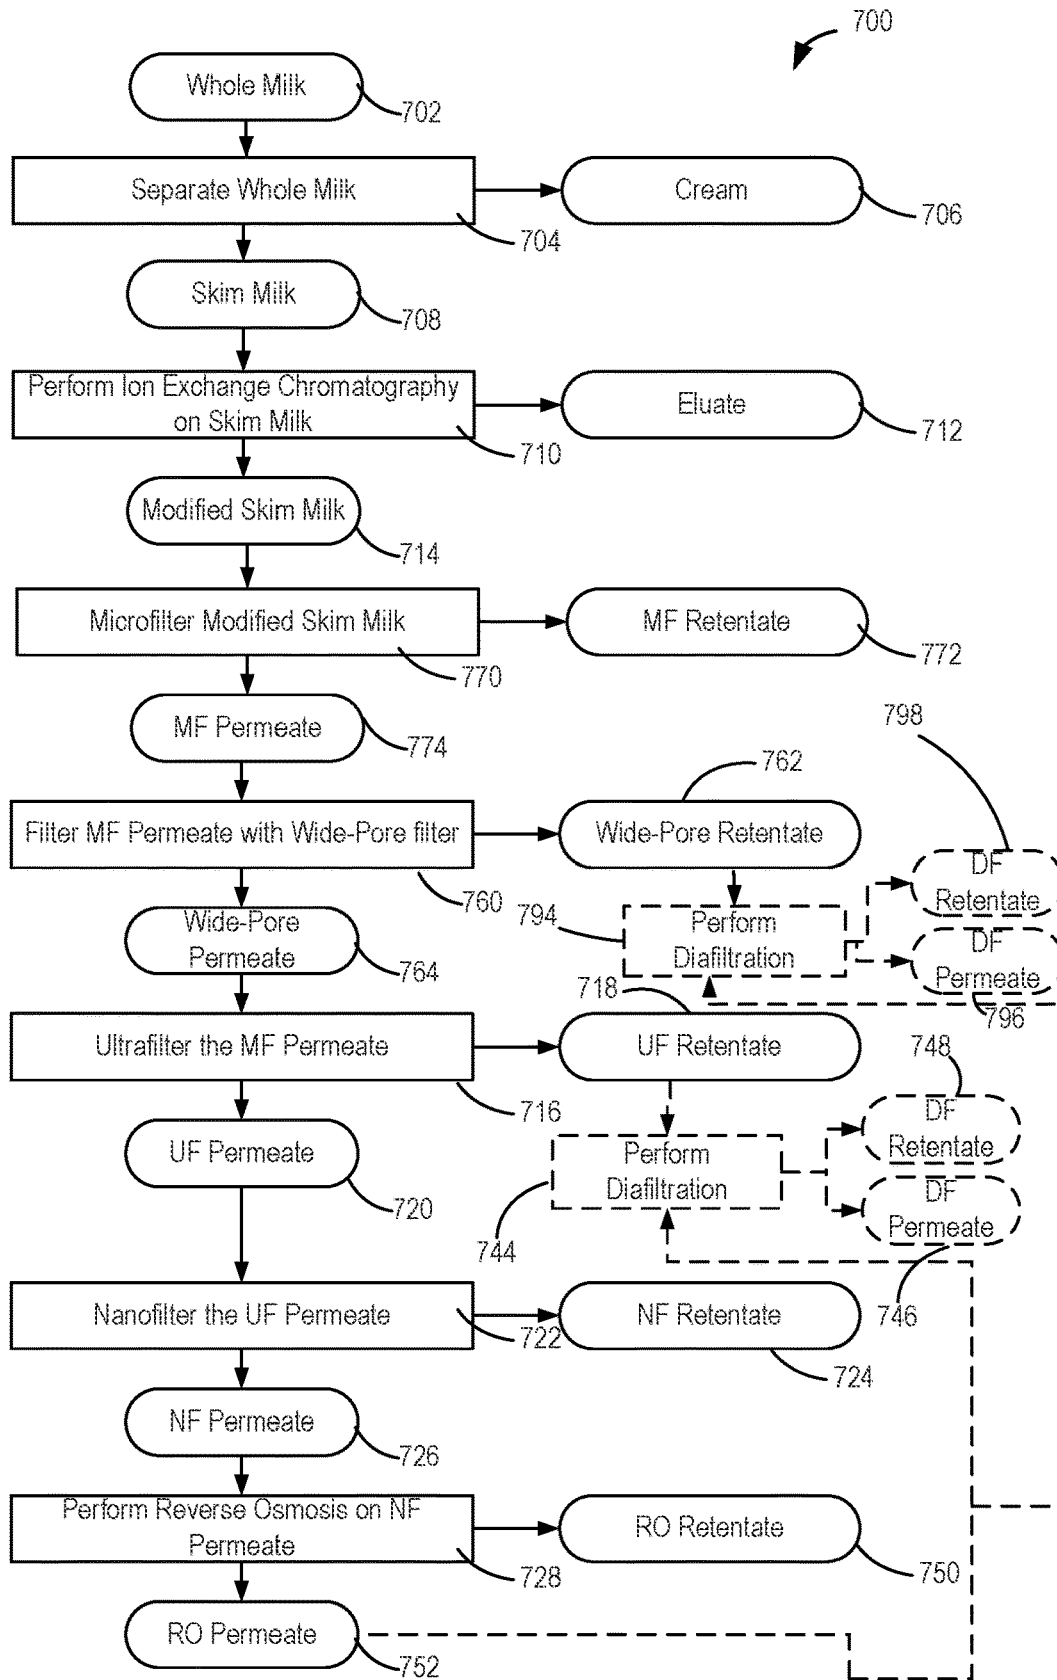 700
Whole Milk
702
Separate Whole Milk
704
Cream
706
Skim Milk
708
Perform Ion Exchange Chromatography
on Skim Milk
710
Eluate
712
Modified Skim Milk
714
Microfilter Modified Skim Milk
770
MF Retentate
772
MF Permeate
774
798
762
Filter MF Permeate with Wide-Pore filter
760
Wide-Pore Retentate
DF
Retentate
794
Perform
Diafiltration
DF
Permeate
796
Wide-Pore
Permeate
764
718
Ultrafilter the MF Permeate
716
UF Retentate
748
DF
Retentate
UF Permeate
720
Perform
Diafiltration
744
DF
Permeate
746
Nanofilter the UF Permeate
722
NF Retentate
724
NF Permeate
726
Perform Reverse Osmosis on NF
Permeate
728
RO Retentate
750
RO Permeate
752